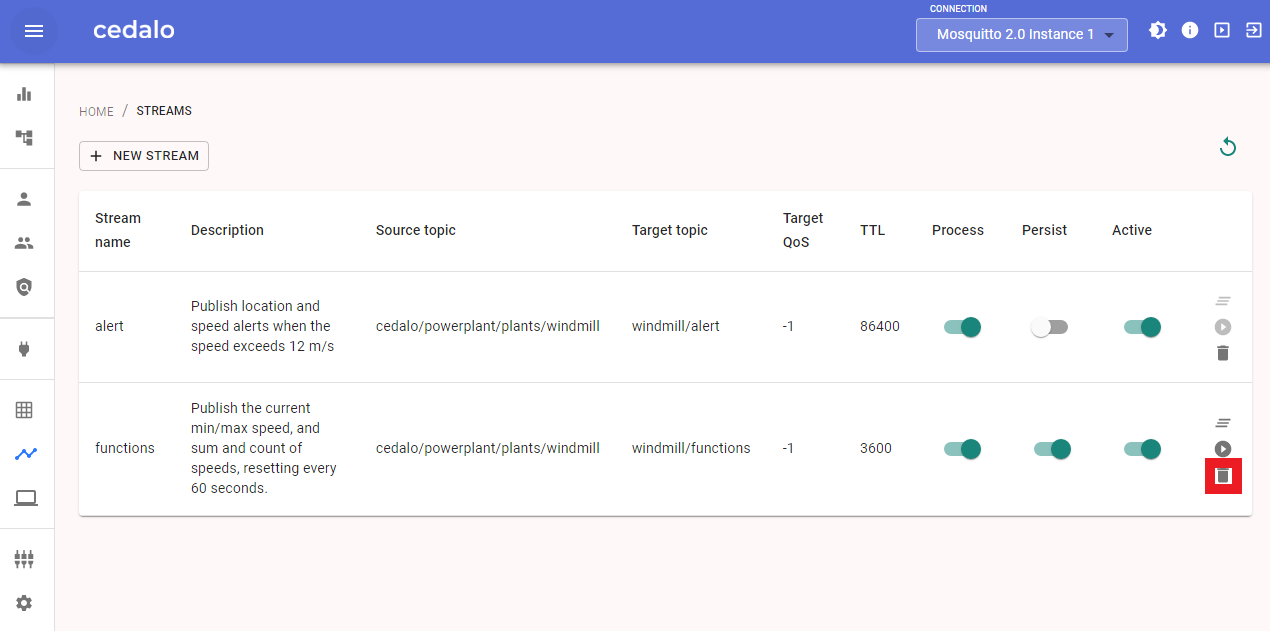 CONNECTION
cedalo
Mosquitto 2.0 Instance 1
HOME / STREAMS
+ NEW STREAM
Stream name
Description
Source topic
Target topic
Target QoS
TTL
Process
Persist
Active
alert
Publish location and
speed alerts when the
speed exceeds 12 m/s
cedalo/powerplant/plants/windmill
windmill/alert
-1
86400
functions
Publish the current
min/max speed, and
sum and count of
speeds, resetting every
60 seconds.
cedalo/powerplant/plants/windmill
windmill/functions
-1
3600